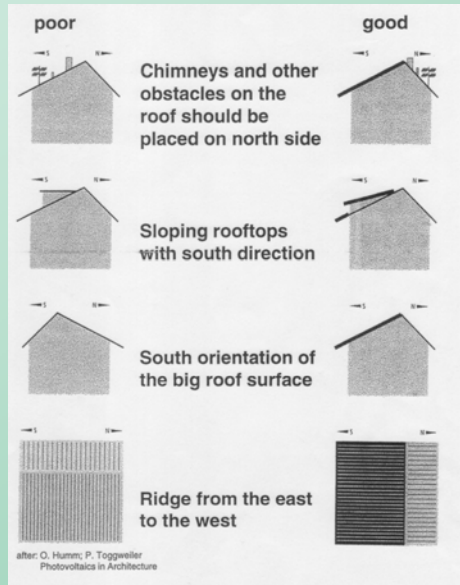 poor
good
S N
S N
Chimneys and other
obstacles on the
roof should be
placed on north side
S N
S N
Sloping rooftops
with south direction
S N
S N
South orientation of
the big roof surface
S N
S N
Ridge from the east
to the west
after: O. Humm; P. Toggweiler
Photovoltaics in Architecture